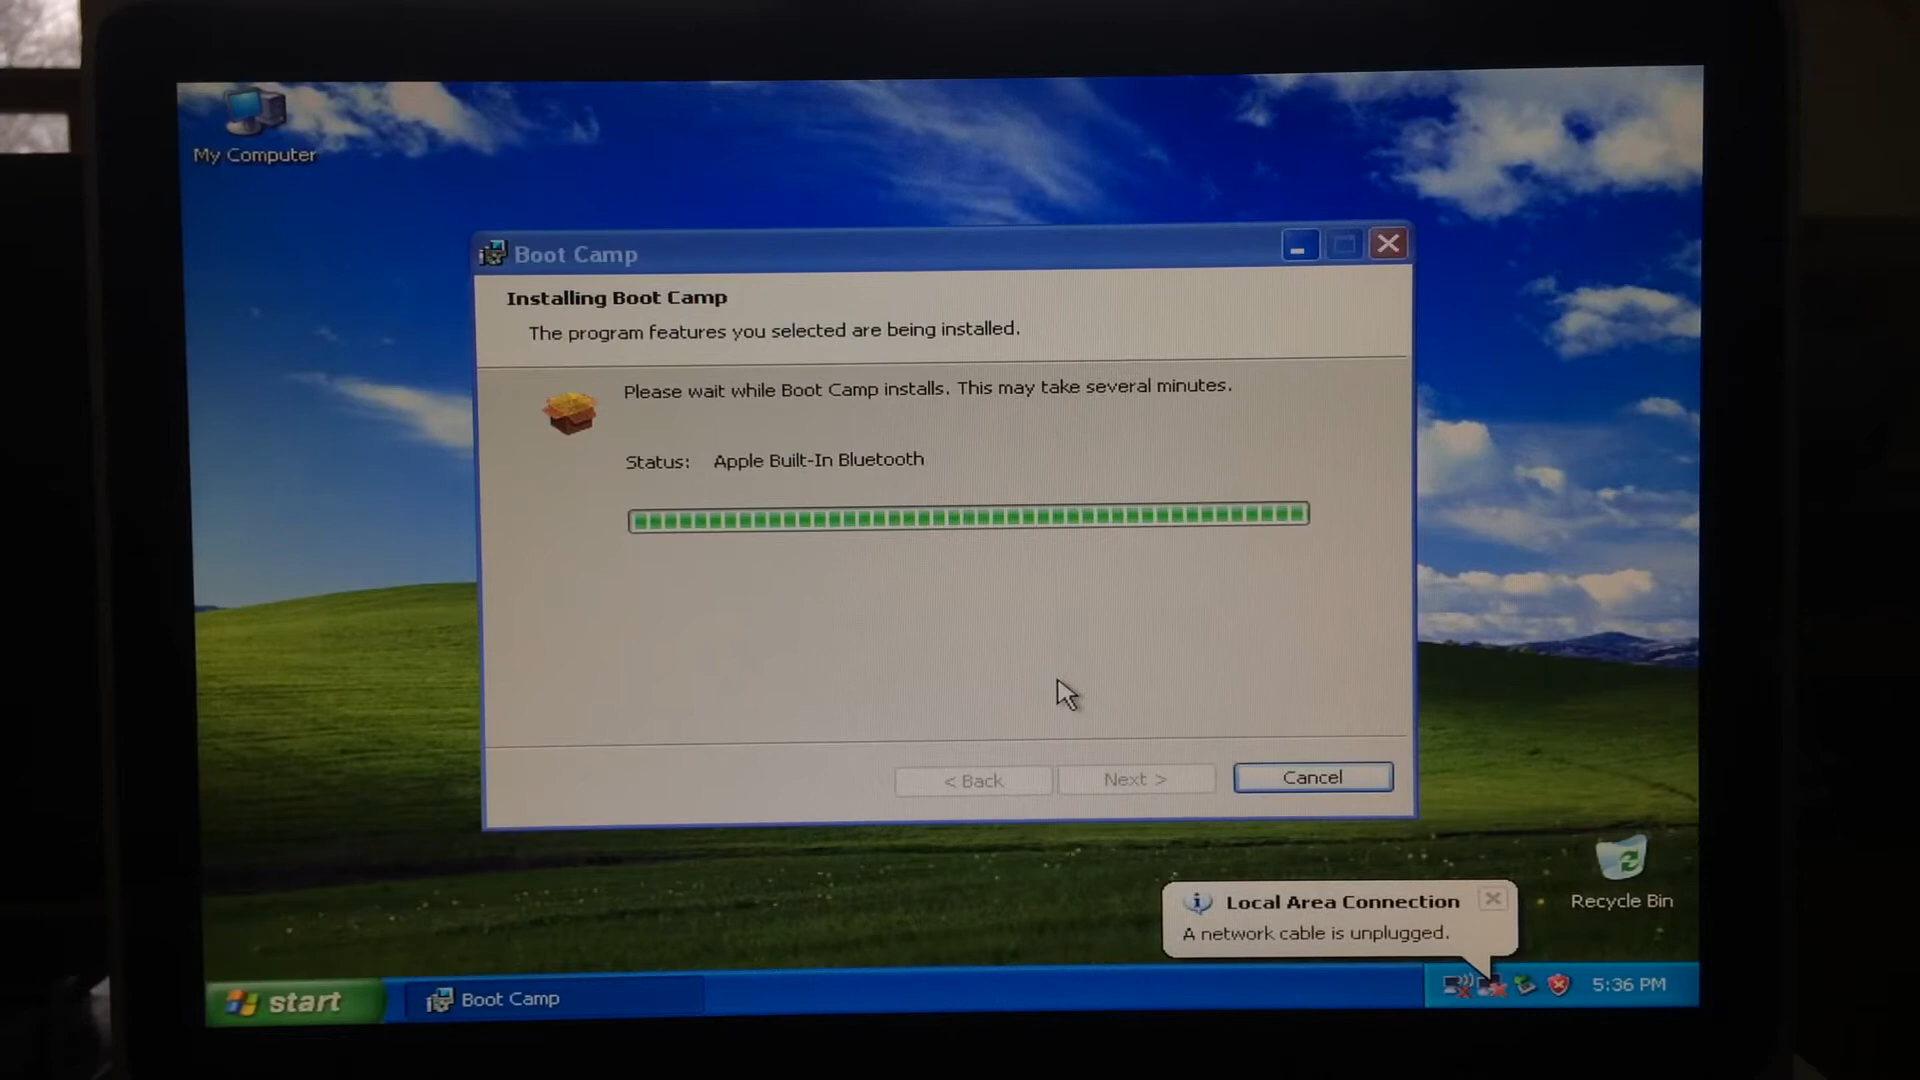 My Computer
Boot Camp
Installing Boot Camp
The program features you selected are being installed.
Please wait while Boot Camp installs. This may take several minutes.
Status: Apple Built-In Bluetooth
< Back Next > Cancel
Recycle Bin
Local Area Connection
A network cable is unplugged.
start Boot Camp 5:36 PM